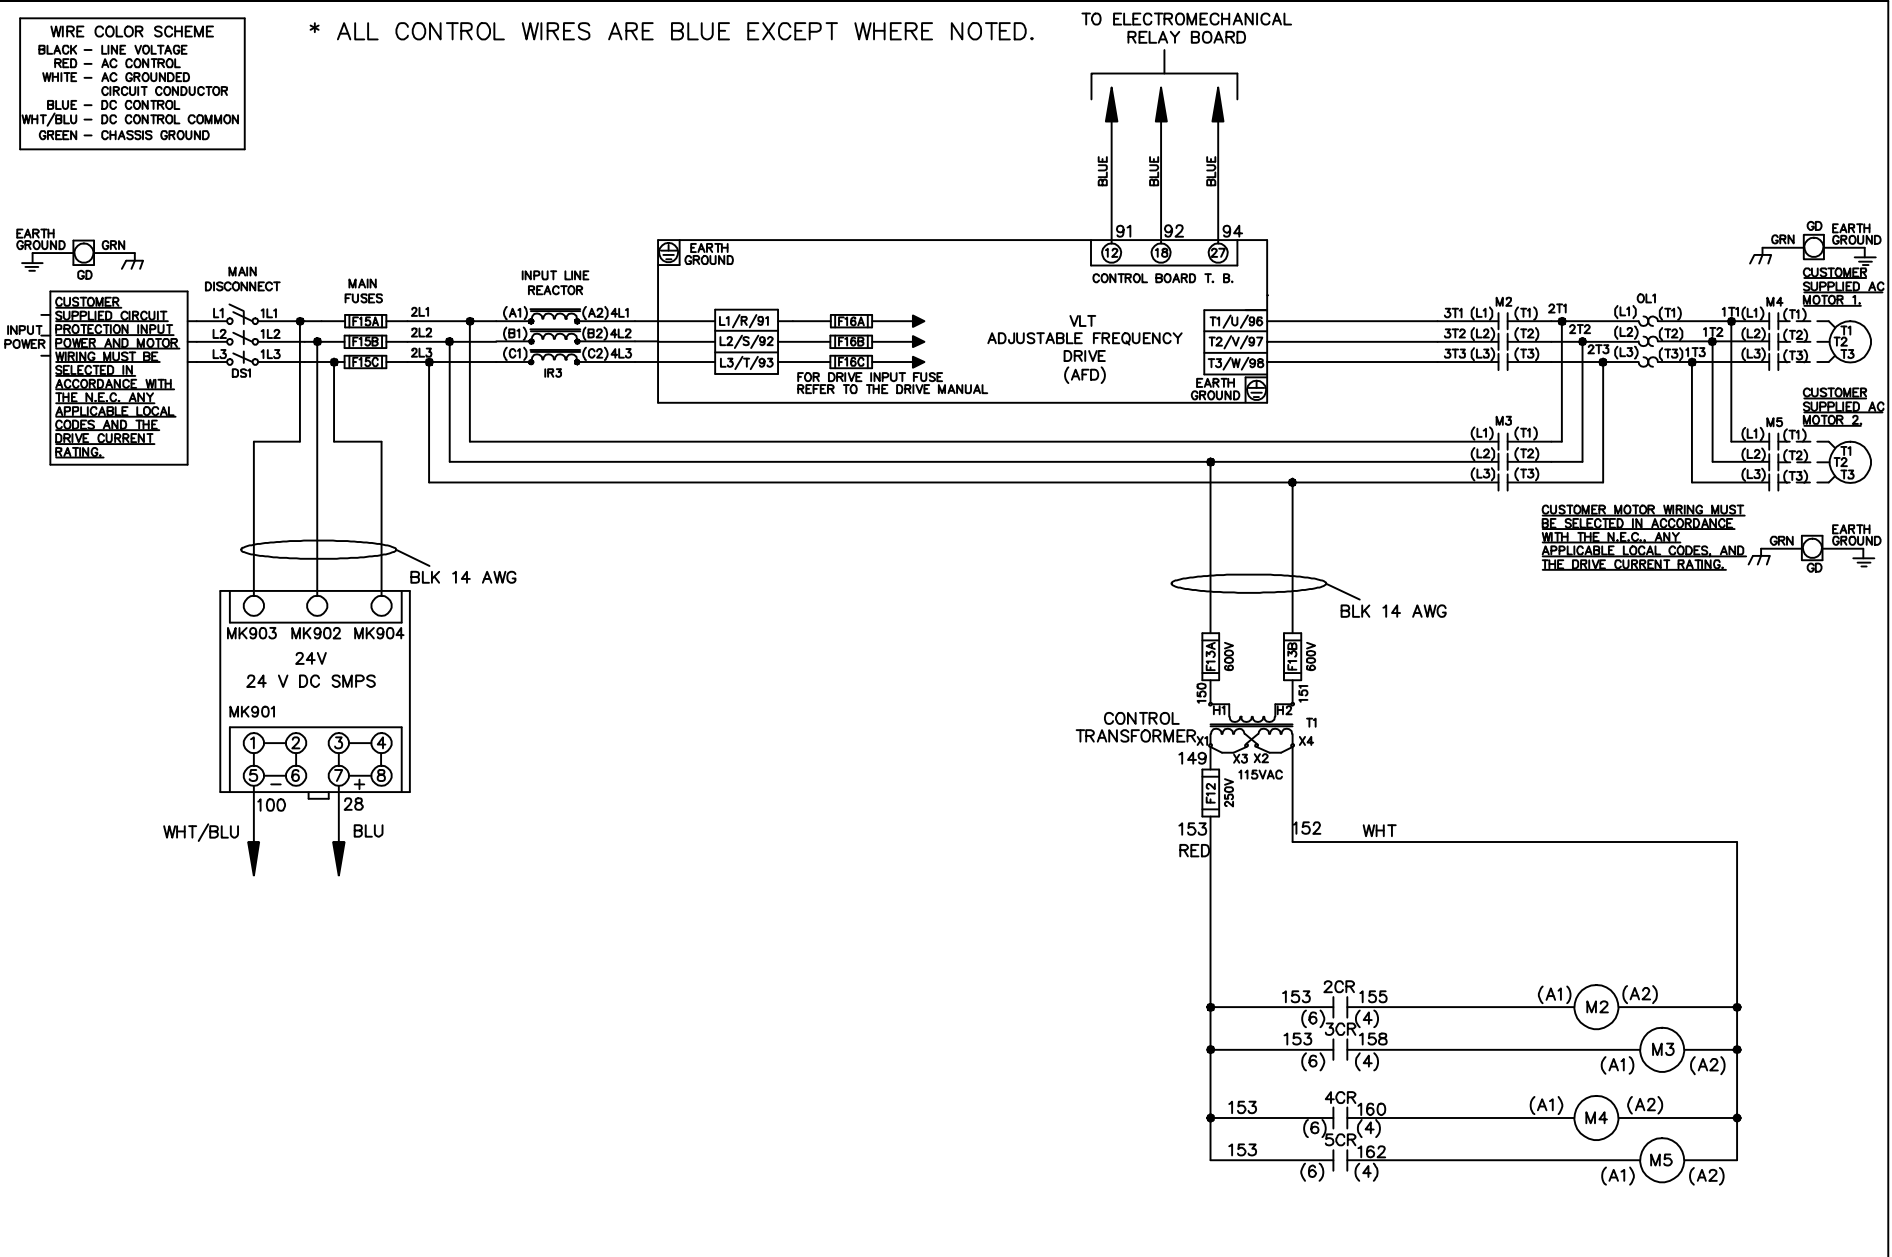 WIRE COLOR SCHEME
BLACK – LINE VOLTAGE
RED – AC CONTROL
WHITE – AC GROUNDED
CIRCUIT CONDUCTOR
BLUE – DC CONTROL
WHT/BLU – DC CONTROL COMMON
GREEN – CHASSIS GROUND
* ALL CONTROL WIRES ARE BLUE EXCEPT WHERE NOTED.
TO ELECTROMECHANICAL
RELAY BOARD
BLUE
BLUE
BLUE
91 92 94
12 18 27
CONTROL BOARD T. B.
EARTH
GROUND
GRN
GD
INPUT
POWER
CUSTOMER
SUPPLIED CIRCUIT
PROTECTION INPUT
POWER AND MOTOR
WIRING MUST BE
SELECTED IN
ACCORDANCE WITH
THE N.E.C. ANY
APPLICABLE LOCAL
CODES AND THE
DRIVE CURRENT
RATING.
MAIN
DISCONNECT
L1 1L1
L2 1L2
L3 1L3
DS1
MAIN
FUSES
F15A
F15B
F15C
2L1
2L2
2L3
INPUT LINE
REACTOR
(A1) (A2) 4L1
(B1) (B2) 4L2
(C1) (C2) 4L3
IR3
EARTH
GROUND
L1/R/91
L2/S/92
L3/T/93
F16A
F16B
F16C
FOR DRIVE INPUT FUSE
REFER TO THE DRIVE MANUAL
VLT
ADJUSTABLE FREQUENCY
DRIVE
(AFD)
T1/U/96
T2/V/97
T3/W/98
EARTH
GROUND
M2
3T1 (L1) (T1) 2T1
3T2 (L2) (T2) 2T2
3T3 (L3) (T3) 2T3
OL1
(L1) (T1) 1T1
(L2) (T2) 1T2
(L3) (T3) 1T3
M4
(L1) (T1)
(L2) (T2)
(L3) (T3)
T1
T2
T3
GRN
GD
EARTH
GROUND
CUSTOMER
SUPPLIED AC
MOTOR 1.
M3
(L1) (T1)
(L2) (T2)
(L3) (T3)
CUSTOMER
SUPPLIED AC
MOTOR 2.
M5
(L1) (T1)
(L2) (T2)
(L3) (T3)
T1
T2
T3
CUSTOMER MOTOR WIRING MUST
BE SELECTED IN ACCORDANCE
WITH THE N.E.C., ANY
APPLICABLE LOCAL CODES, AND
THE DRIVE CURRENT RATING.
GRN
GD
EARTH
GROUND
BLK 14 AWG
MK903 MK902 MK904
24V
24 V DC SMPS
MK901
1 2 3 4
5 – 6 7 + 8
100 28
WHT/BLU BLU
BLK 14 AWG
F13A
600V
F13B
600V
150
151
H1 H2
T1
CONTROL
TRANSFORMER
X1 X3 X2 X4
115VAC
149
F12
250V
153
RED
152 WHT
2CR
153 155
(6) (4)
(A1) M2 (A2)
3CR
153 158
(6) (4)
(A1) M3 (A2)
4CR
153 160
(6) (4)
(A1) M4 (A2)
5CR
153 162
(6) (4)
(A1) M5 (A2)